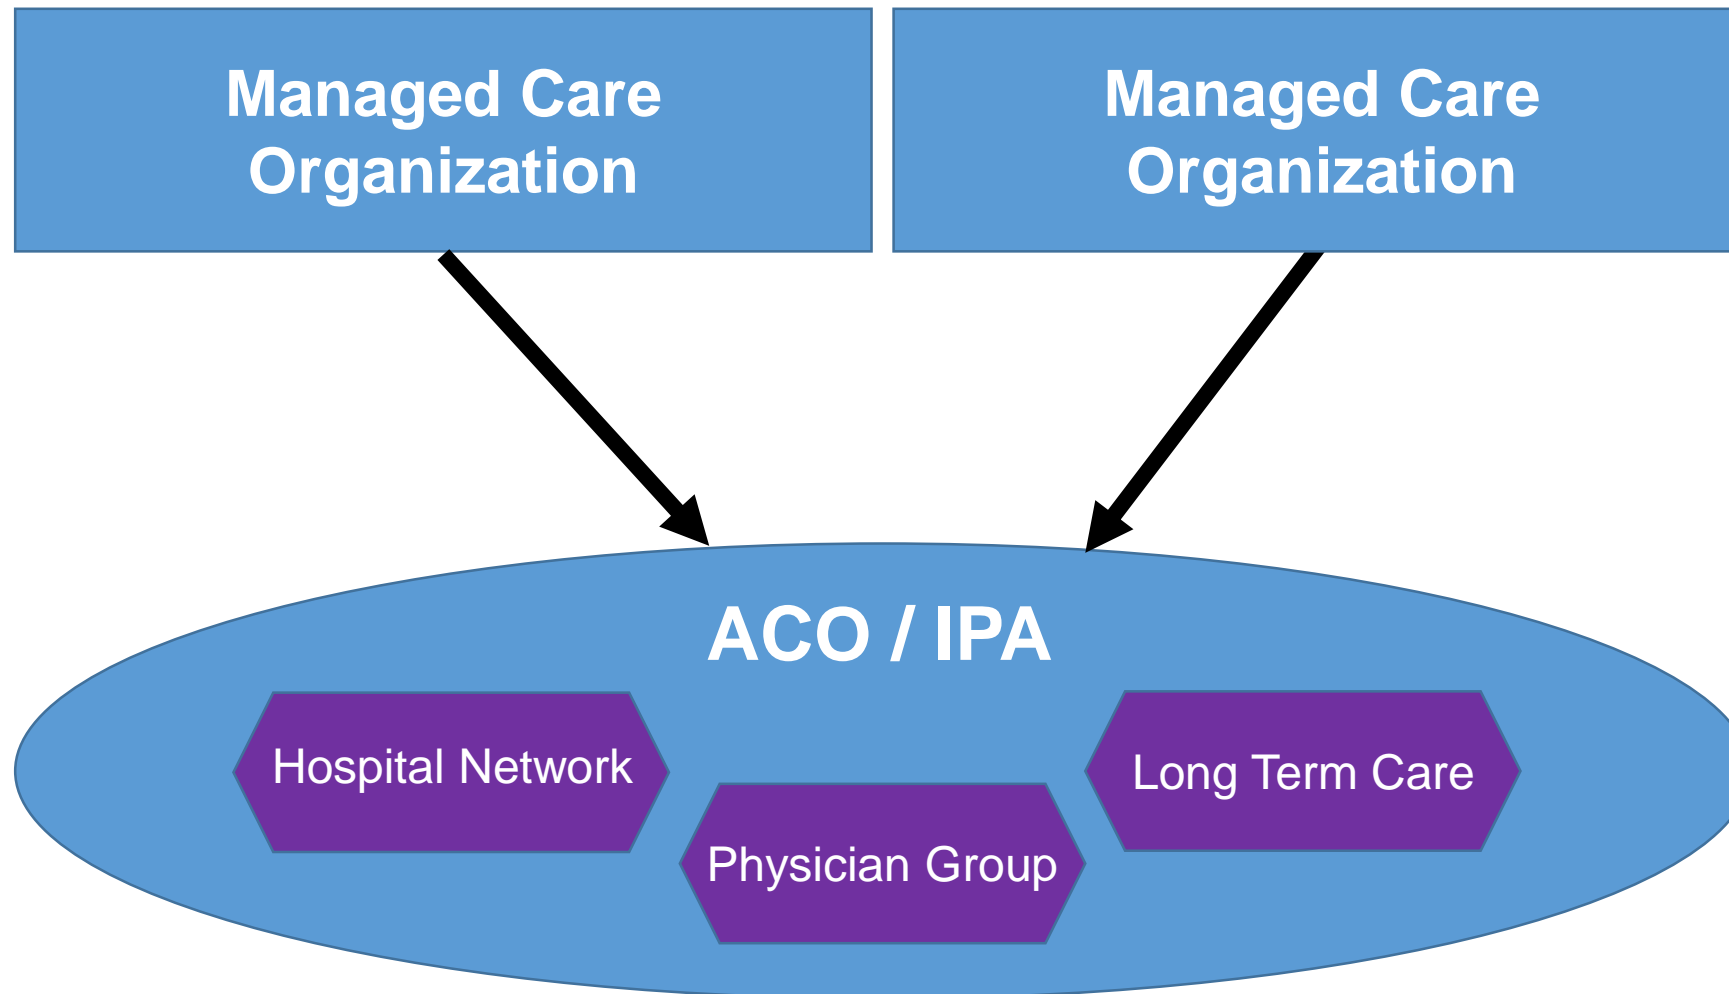 Managed Care
Organization
Managed Care
Organization
ACO / IPA
Hospital Network
Long Term Care
Physician Group